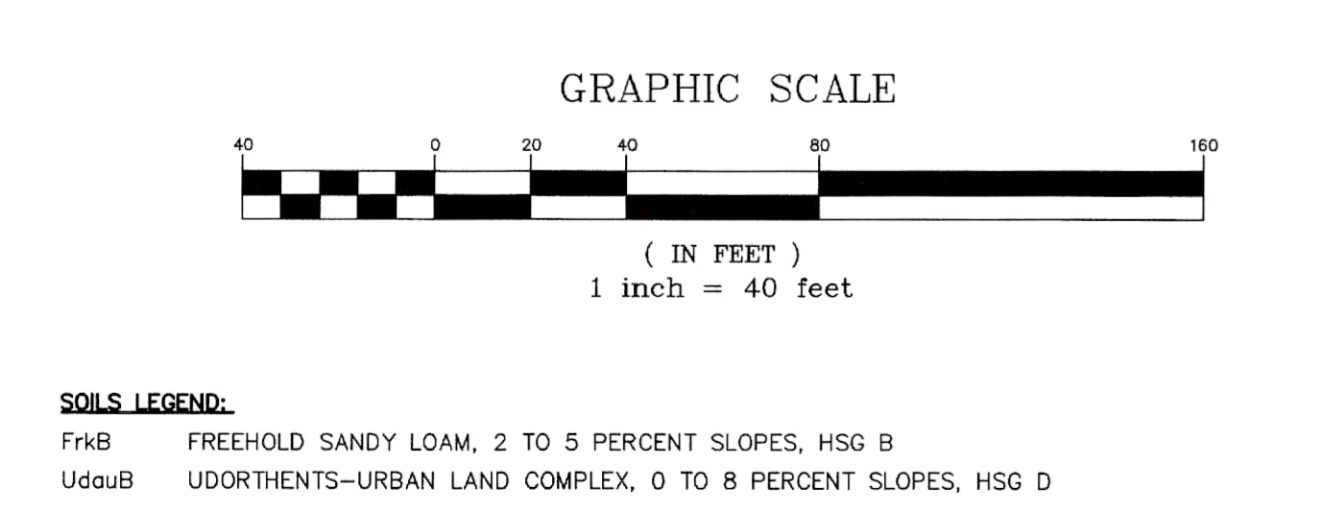 GRAPHIC SCALE
40 0 20 40 80 160
( IN FEET )
1 inch = 40 feet
SOILS LEGEND:
FrkB FREEHOLD SANDY LOAM, 2 TO 5 PERCENT SLOPES, HSG B
UdauB UDORTHENTS-URBAN LAND COMPLEX, 0 TO 8 PERCENT SLOPES, HSG D